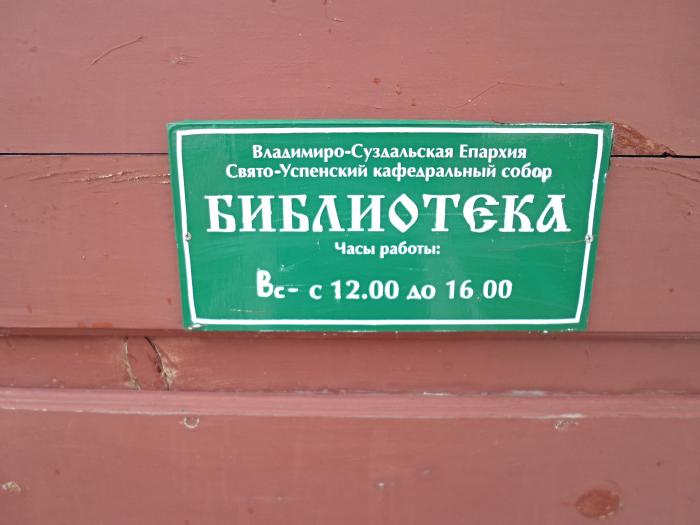 Владимиро-Суздальская Епархия
Свято-Успенский кафедральный собор
БИБЛИОТЕКА
Часы работы:
Вс- с 12.00 до 16 00